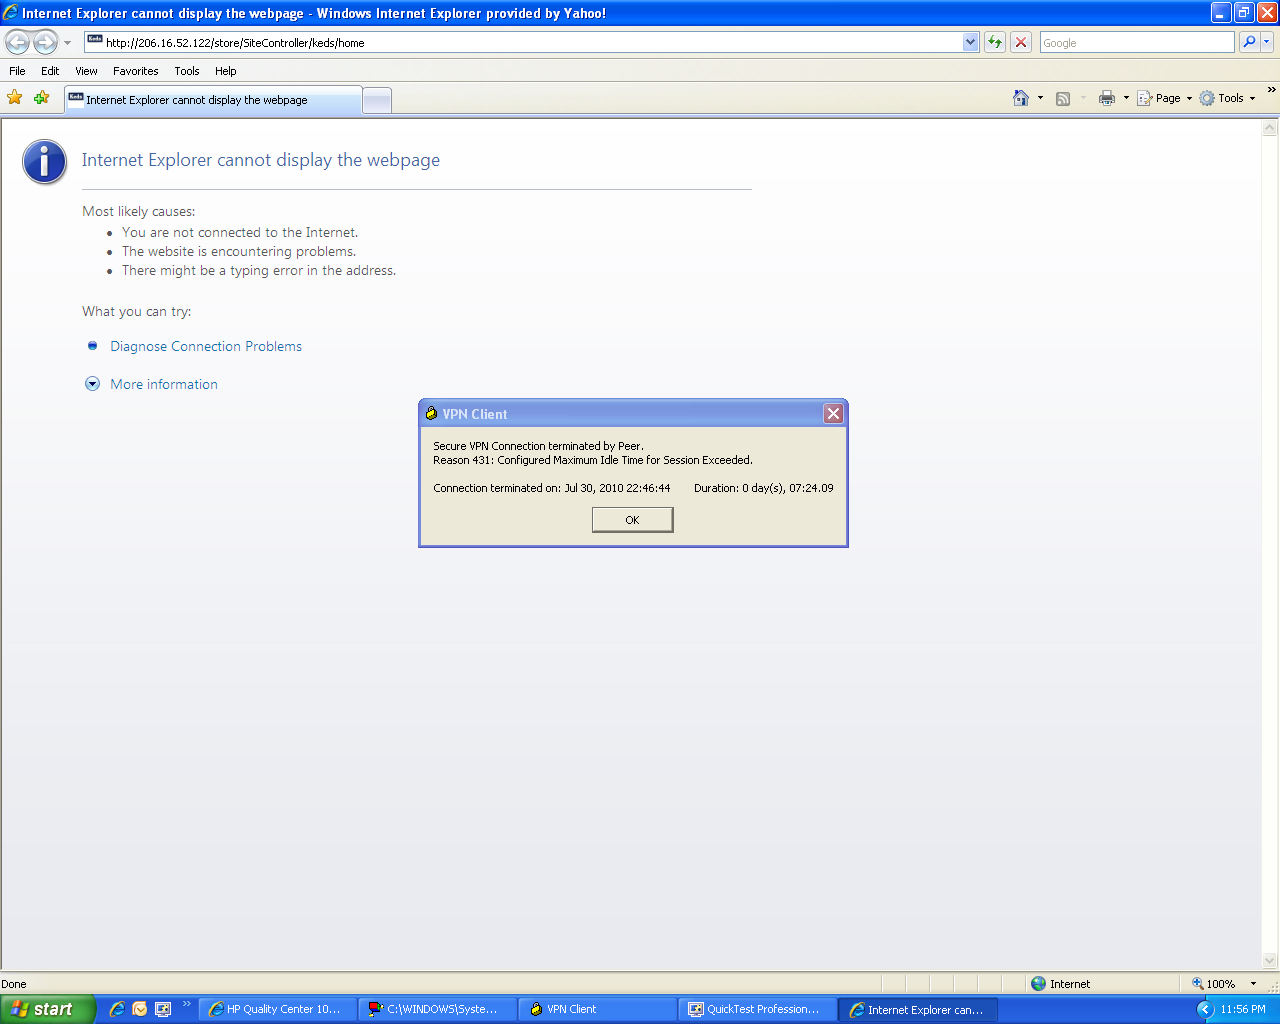 Internet Explorer cannot display the webpage - Windows Internet Explorer provided by Yahoo!
Keds http://206.16.52.122/store/SiteController/keds/home
Google
File Edit View Favorites Tools Help
Keds Internet Explorer cannot display the webpage
Page Tools »
Internet Explorer cannot display the webpage
Most likely causes:
• You are not connected to the Internet.
• The website is encountering problems.
• There might be a typing error in the address.
What you can try:
Diagnose Connection Problems
More information
VPN Client
Secure VPN Connection terminated by Peer.
Reason 431: Configured Maximum Idle Time for Session Exceeded.
Connection terminated on: Jul 30, 2010 22:46:44 Duration: 0 day(s), 07:24.09
OK
Done
Internet
100%
start
» HP Quality Center 10...
C:\WINDOWS\Syste...
VPN Client
QuickTest Profession...
Internet Explorer can...
11:56 PM